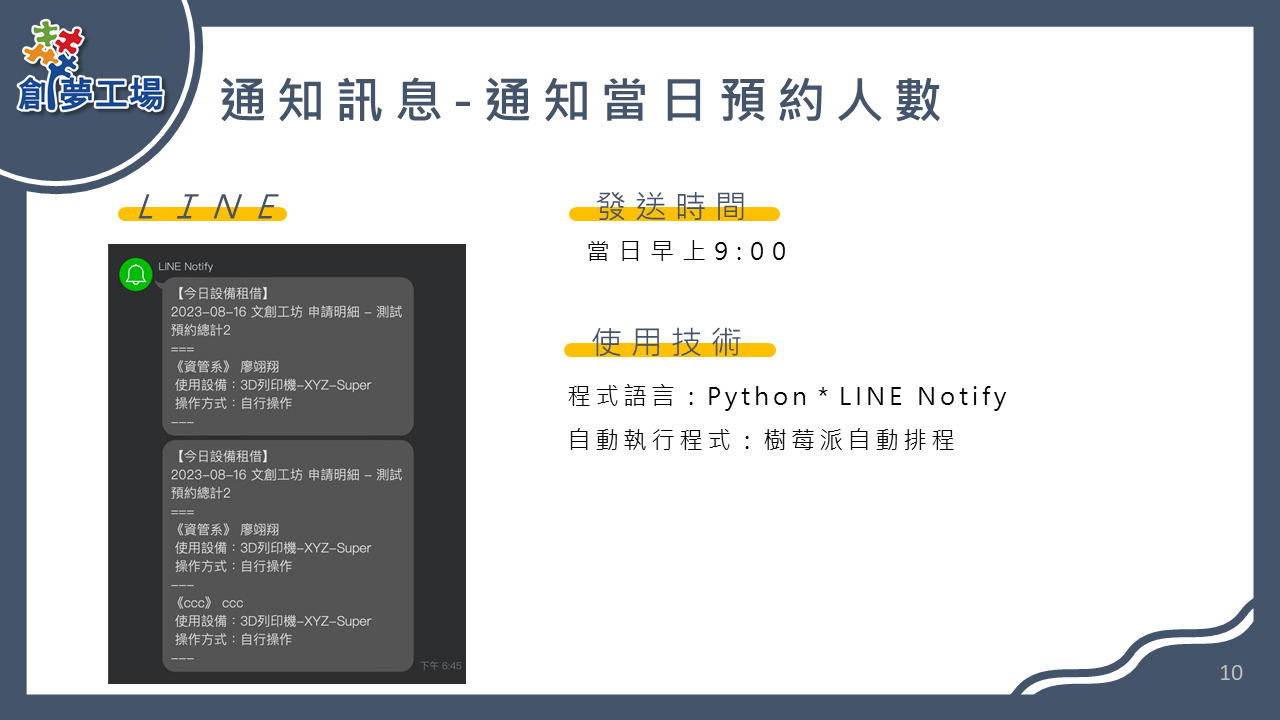 創夢工場
通知訊息-通知當日預約人數
LINE
LINE Notify
【今日設備租借】
2023-08-16 文創工坊 申請明細 - 測試
預約總計2
===
《資管系》 廖翊翔
使用設備：3D列印機-XYZ-Super
操作方式：自行操作
---
【今日設備租借】
2023-08-16 文創工坊 申請明細 - 測試
預約總計2
===
《資管系》 廖翊翔
使用設備：3D列印機-XYZ-Super
操作方式：自行操作
---
《ccc》 ccc
使用設備：3D列印機-XYZ-Super
操作方式：自行操作
---
下午 6:45
發送時間
當日早上9:00
使用技術
程式語言：Python * LINE Notify
自動執行程式：樹莓派自動排程
10